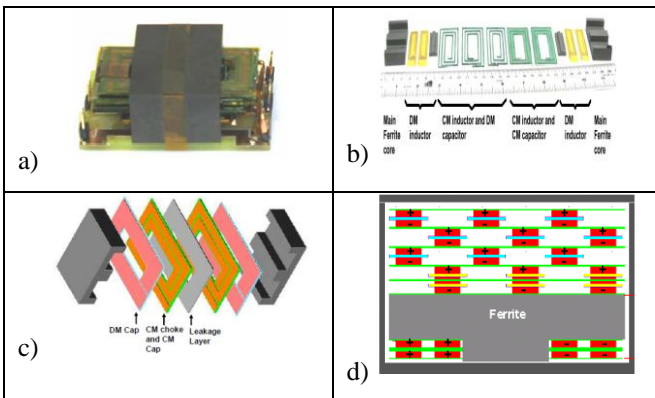 a)
b)
Main
Ferrite
core
DM
inductor
CM inductor and DM
capacitor
CM inductor and
CM capacitor
DM
inductor
Main
Ferrite
core
c)
DM Cap
CM choke
and CM
Cap
Leakage
Layer
d)
+ + +
- - -
+ + +
- - -
+ + +
- - -
+ + +
- - -
+ + +
- - -
Ferrite
+ + - -
+ + - -